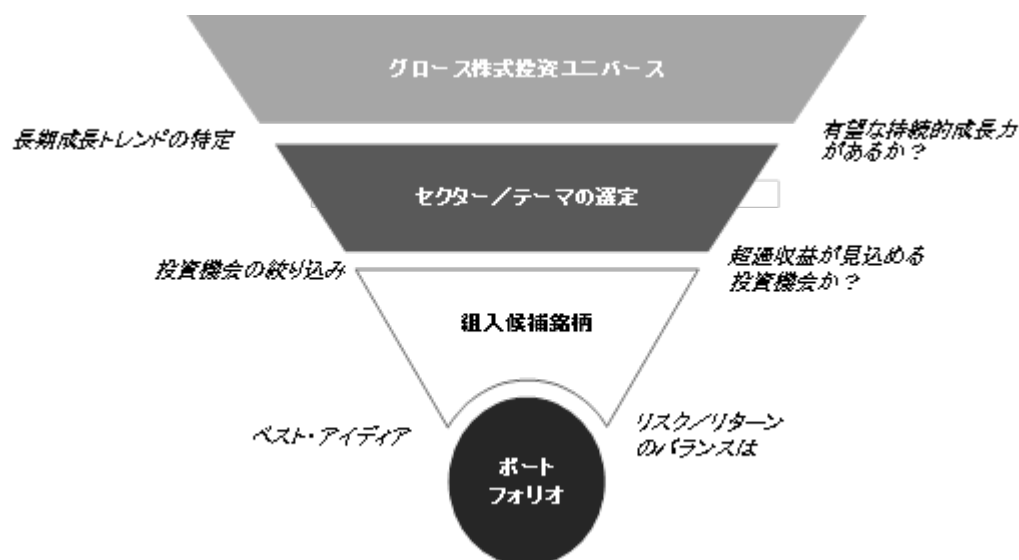 グロース株式投資ユニバース
長期成長トレンドの特定
有望な持続的成長力
があるか？
セクター／テーマの選定
投資機会の絞り込み
超過収益が見込める
投資機会か？
組入候補銘柄
ベスト・アイディア
リスク／リターン
のバランスは
ポート
フォリオ